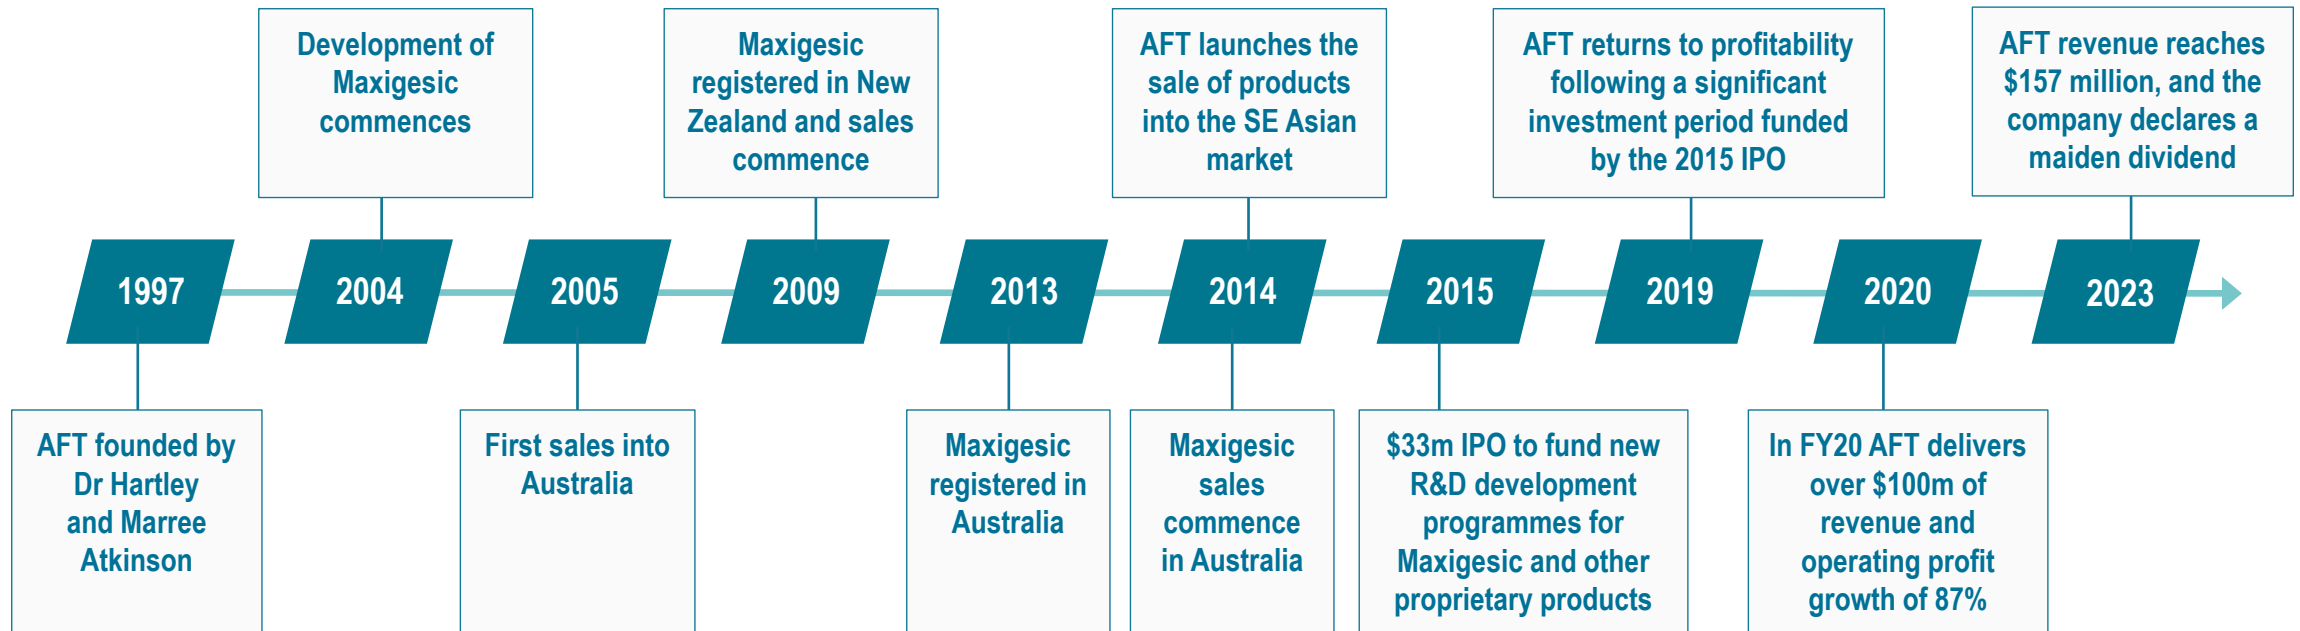 Development of
Maxigesic
commences
Maxigesic
registered in New
Zealand and sales
commence
AFT launches the
sale of products
into the SE Asian
market
AFT returns to profitability
following a significant
investment period funded
by the 2015 IPO
AFT revenue reaches
$157 million, and the
company declares a
maiden dividend
1997
2004
2005
2009
2013
2014
2015
2019
2020
2023
AFT founded by
Dr Hartley
and Marree
Atkinson
First sales into
Australia
Maxigesic
registered in
Australia
Maxigesic
sales
commence
in Australia
$33m IPO to fund new
R&D development
programmes for
Maxigesic and other
proprietary products
In FY20 AFT delivers
over $100m of
revenue and
operating profit
growth of 87%